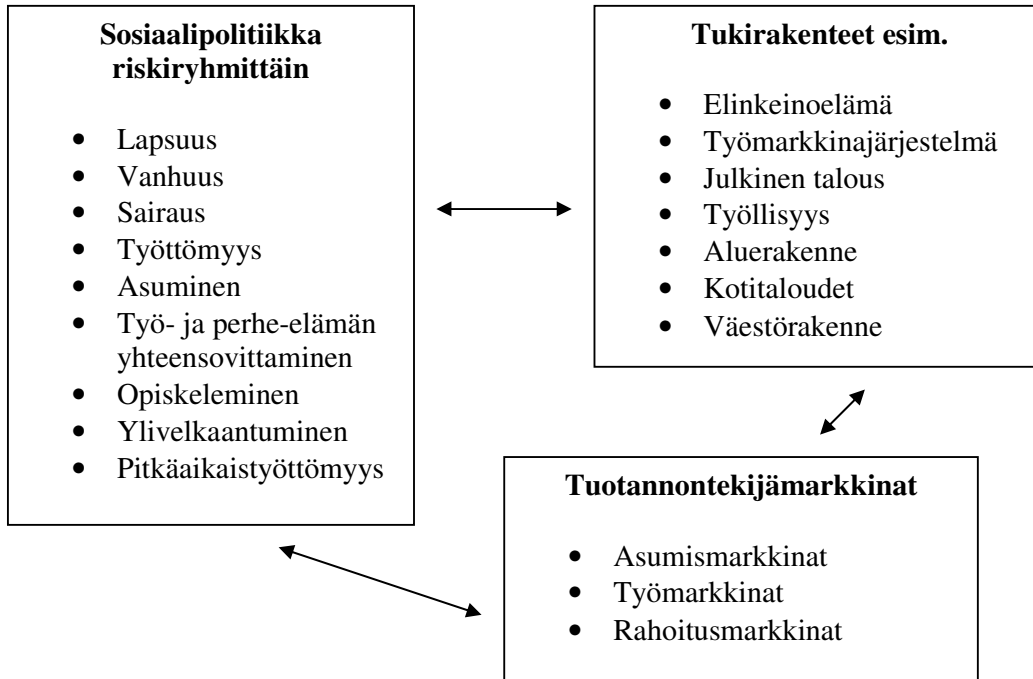 Sosiaalipolitiikka
riskiryhmittäin
• Lapsuus
• Vanhuus
• Sairaus
• Työttömyys
• Asuminen
• Työ- ja perhe-elämän
yhteensovittaminen
• Opiskeleminen
• Ylivelkaantuminen
• Pitkäaikaistyöttömyys
Tukirakenteet esim.
• Elinkeinoelämä
• Työmarkkinajärjestelmä
• Julkinen talous
• Työllisyys
• Aluerakenne
• Kotitaloudet
• Väestörakenne
Tuotannontekijämarkkinat
• Asumismarkkinat
• Työmarkkinat
• Rahoitusmarkkinat